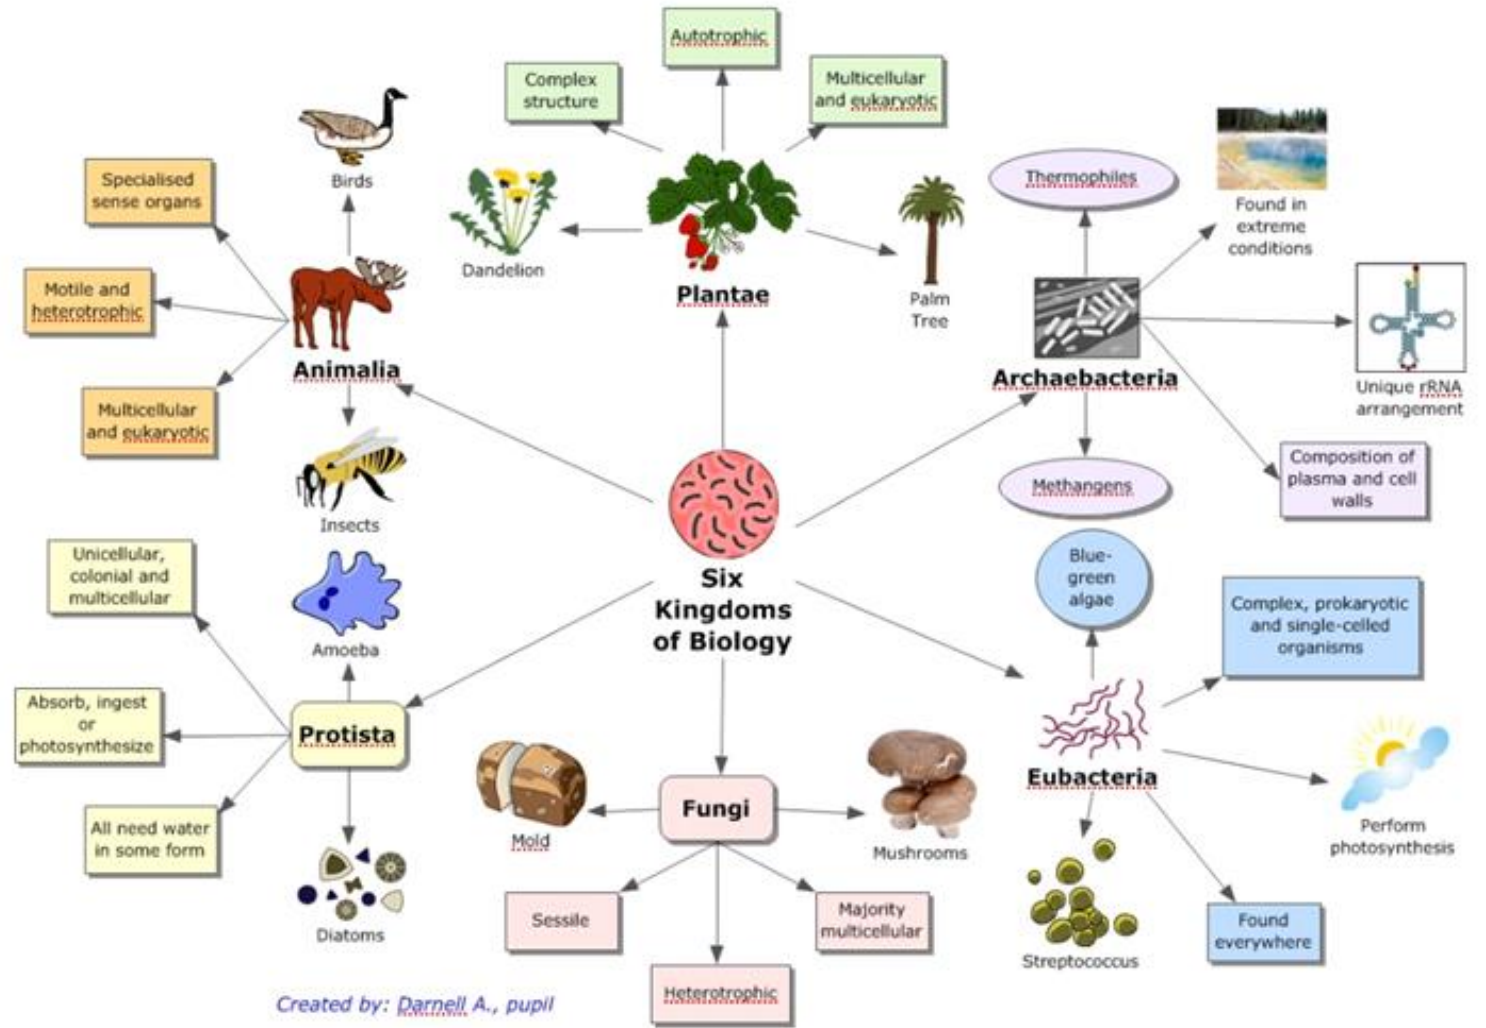 Autotrophic
Complex
structure
Multicellular
and eukaryotic
Birds
Specialised
sense organs
Motile and
heterotrophic
Multicellular
and eukaryotic
Animalia
Insects
Dandelion
Plantae
Palm
Tree
Thermophiles
Found in
extreme
conditions
Archaebacteria
Unique rRNA
arrangement
Methangens
Composition of
plasma and cell
walls
Six
Kingdoms
of Biology
Unicellular,
colonial and
multicellular
Amoeba
Absorb, ingest
or
photosynthesize
Protista
All need water
in some form
Diatoms
Mold
Fungi
Mushrooms
Sessile
Majority
multicellular
Heterotrophic
Blue-
green
algae
Complex, prokaryotic
and single-celled
organisms
Eubacteria
Perform
photosynthesis
Streptococcus
Found
everywhere
Created by: Darnell A., pupil